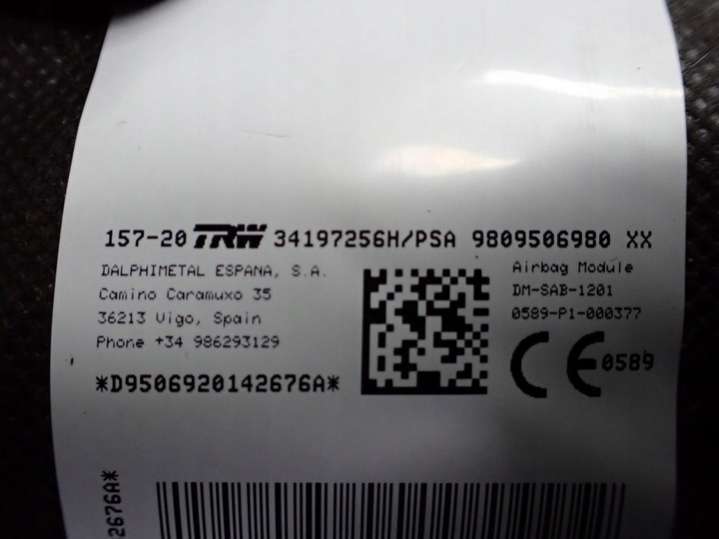 157-20 TRW 34197256H/PSA 9809506980 XX
DALPHIMETAL ESPANA, S.A.
Camino Caramuxo 35
36213 Vigo, Spain
Phone +34 986293129
*D9506920142676A*
Airbag Module
DM-SAB-1201
0589-P1-000377
CE 0589
2676A*